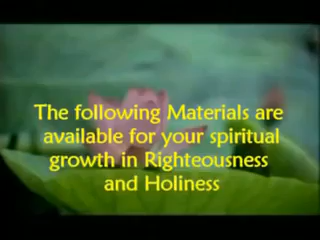 The following Materials are
available for your spiritual
growth in Righteousness
and Holiness